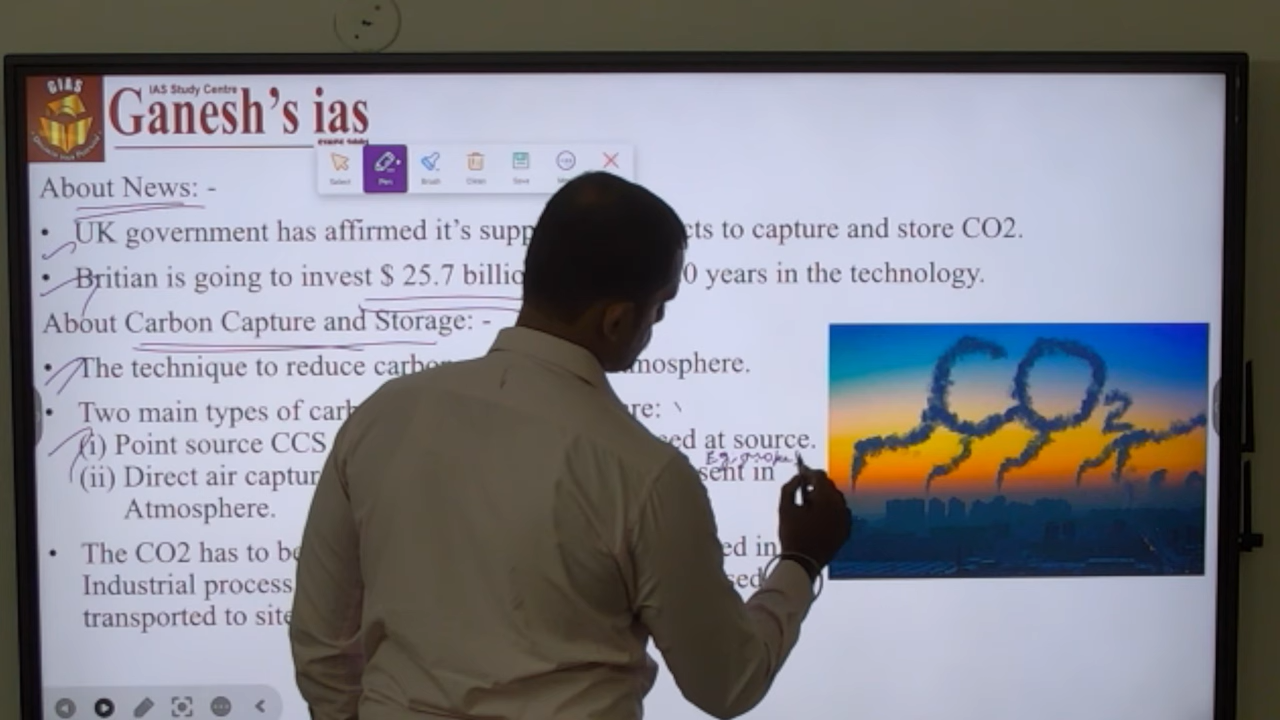 GIAS
IAS Study Centre
Ganesh's ias
Select Pen Brush Clean Save
About News: -
• UK government has affirmed it's supp cts to capture and store CO2.
• Britian is going to invest $ 25.7 billio 0 years in the technology.
About Carbon Capture and Storage: -
• The technique to reduce carbo mosphere.
• Two main types of carb re:
(i) Point source CCS ed at source.
Eg.
(ii) Direct air captur sent in
Atmosphere.
• The CO2 has to be ed in
Industrial process sed
transported to site
CO2